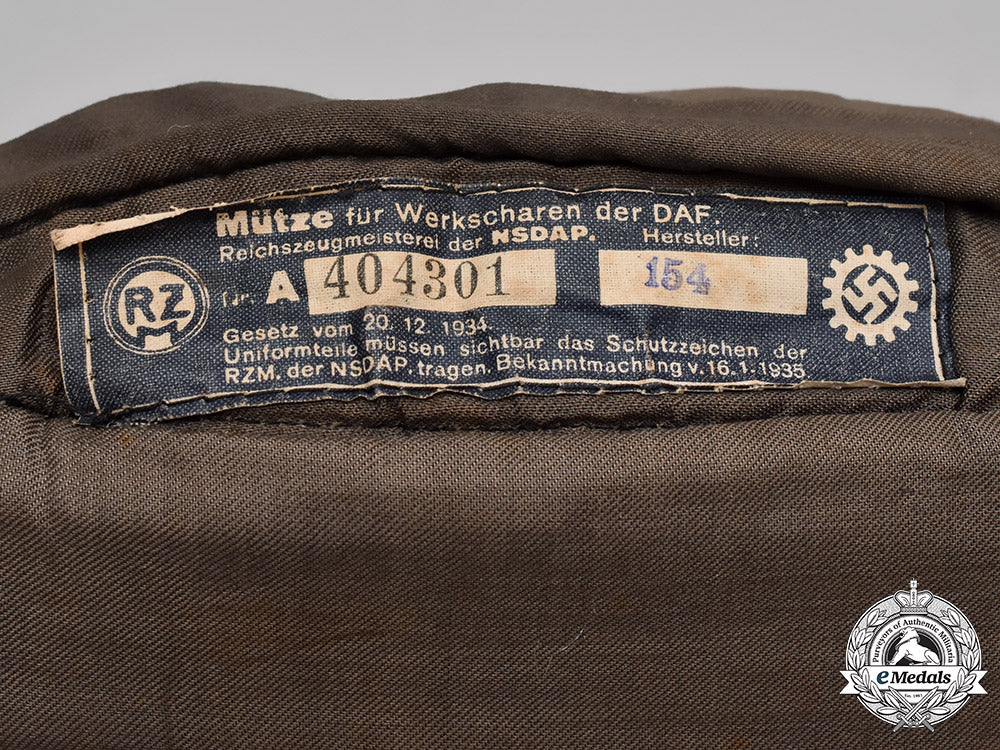 Mütze für Werkscharen der DAF.
Reichszeugmeisterei der NSDAP. Hersteller:
für: A 404301 154
RZM
Gesetz vom 20. 12 1934.
Uniformteile müssen sichtbar das Schutzzeichen der
RZM. der NSDAP. tragen. Bekanntmachung v. 16. 1. 1935
Purveyors of Authentic Militaria
eMedals